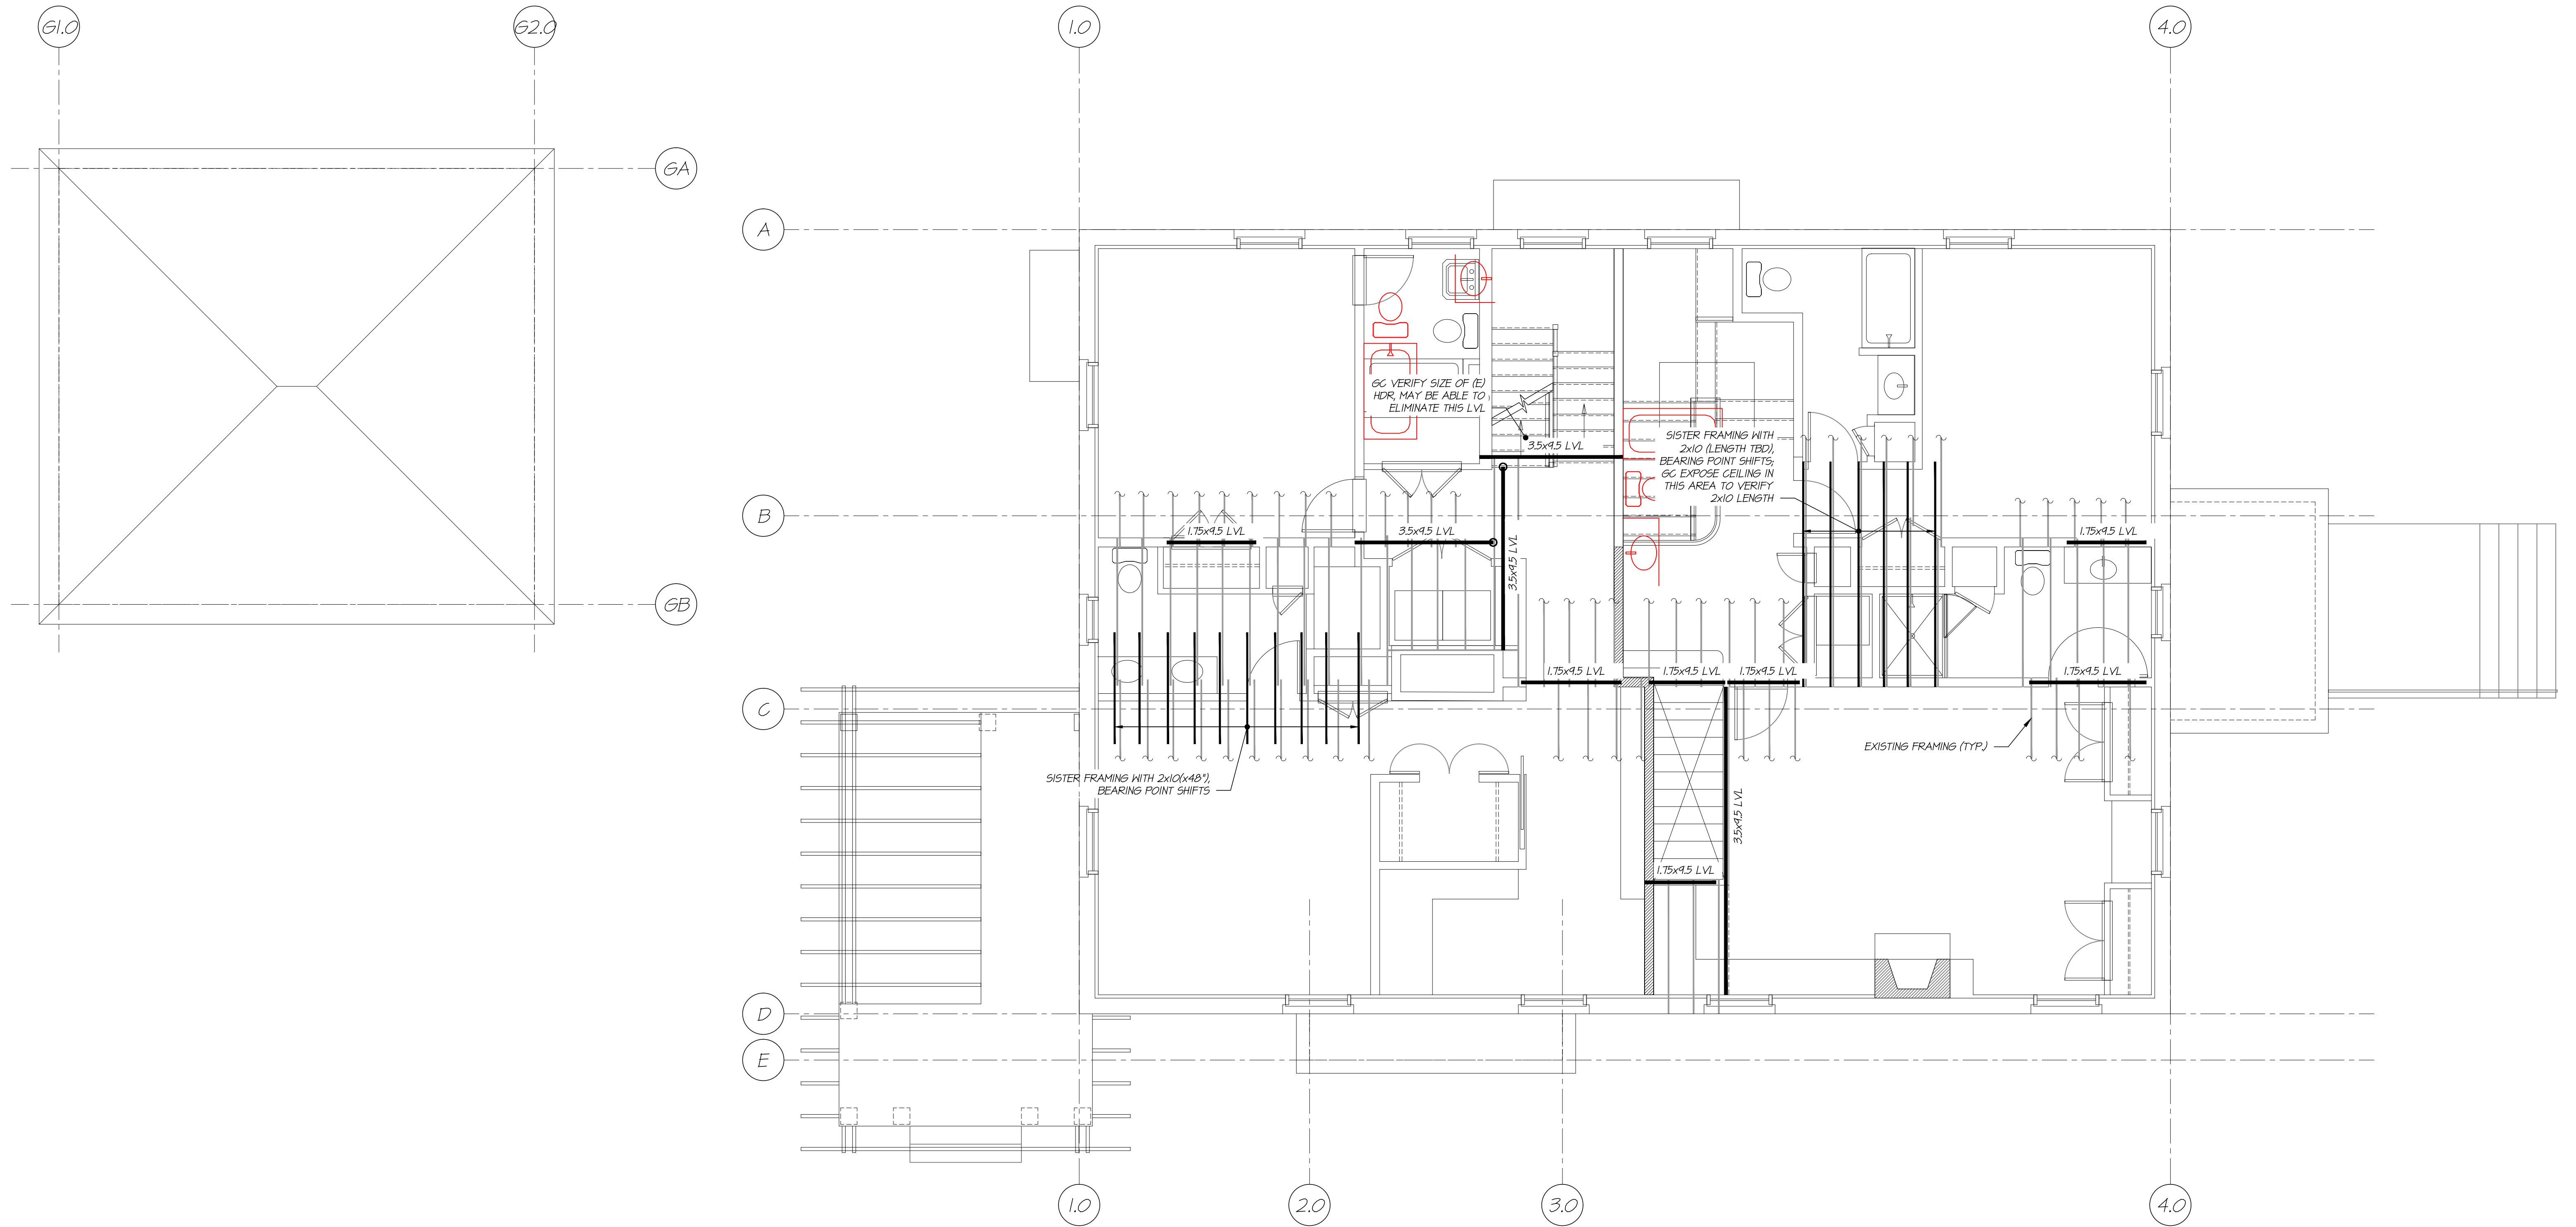 G1.0
G2.0
1.0
4.0
GA
A
GC VERIFY SIZE OF (E)
HDR, MAY BE ABLE TO
ELIMINATE THIS LVL
3.5x9.5 LVL
SISTER FRAMING WITH
2x10 (LENGTH TBD),
BEARING POINT SHIFTS;
GC EXPOSE CEILING IN
THIS AREA TO VERIFY
2x10 LENGTH
B
1.75x9.5 LVL
3.5x9.5 LVL
3.5x9.5 LVL
1.75x9.5 LVL
GB
1.75x9.5 LVL
1.75x9.5 LVL
1.75x9.5 LVL
1.75x9.5 LVL
C
EXISTING FRAMING (TYP.)
SISTER FRAMING WITH 2x10(x48"),
BEARING POINT SHIFTS
3.5x9.5 LVL
1.75x9.5 LVL
D
E
1.0
2.0
3.0
4.0